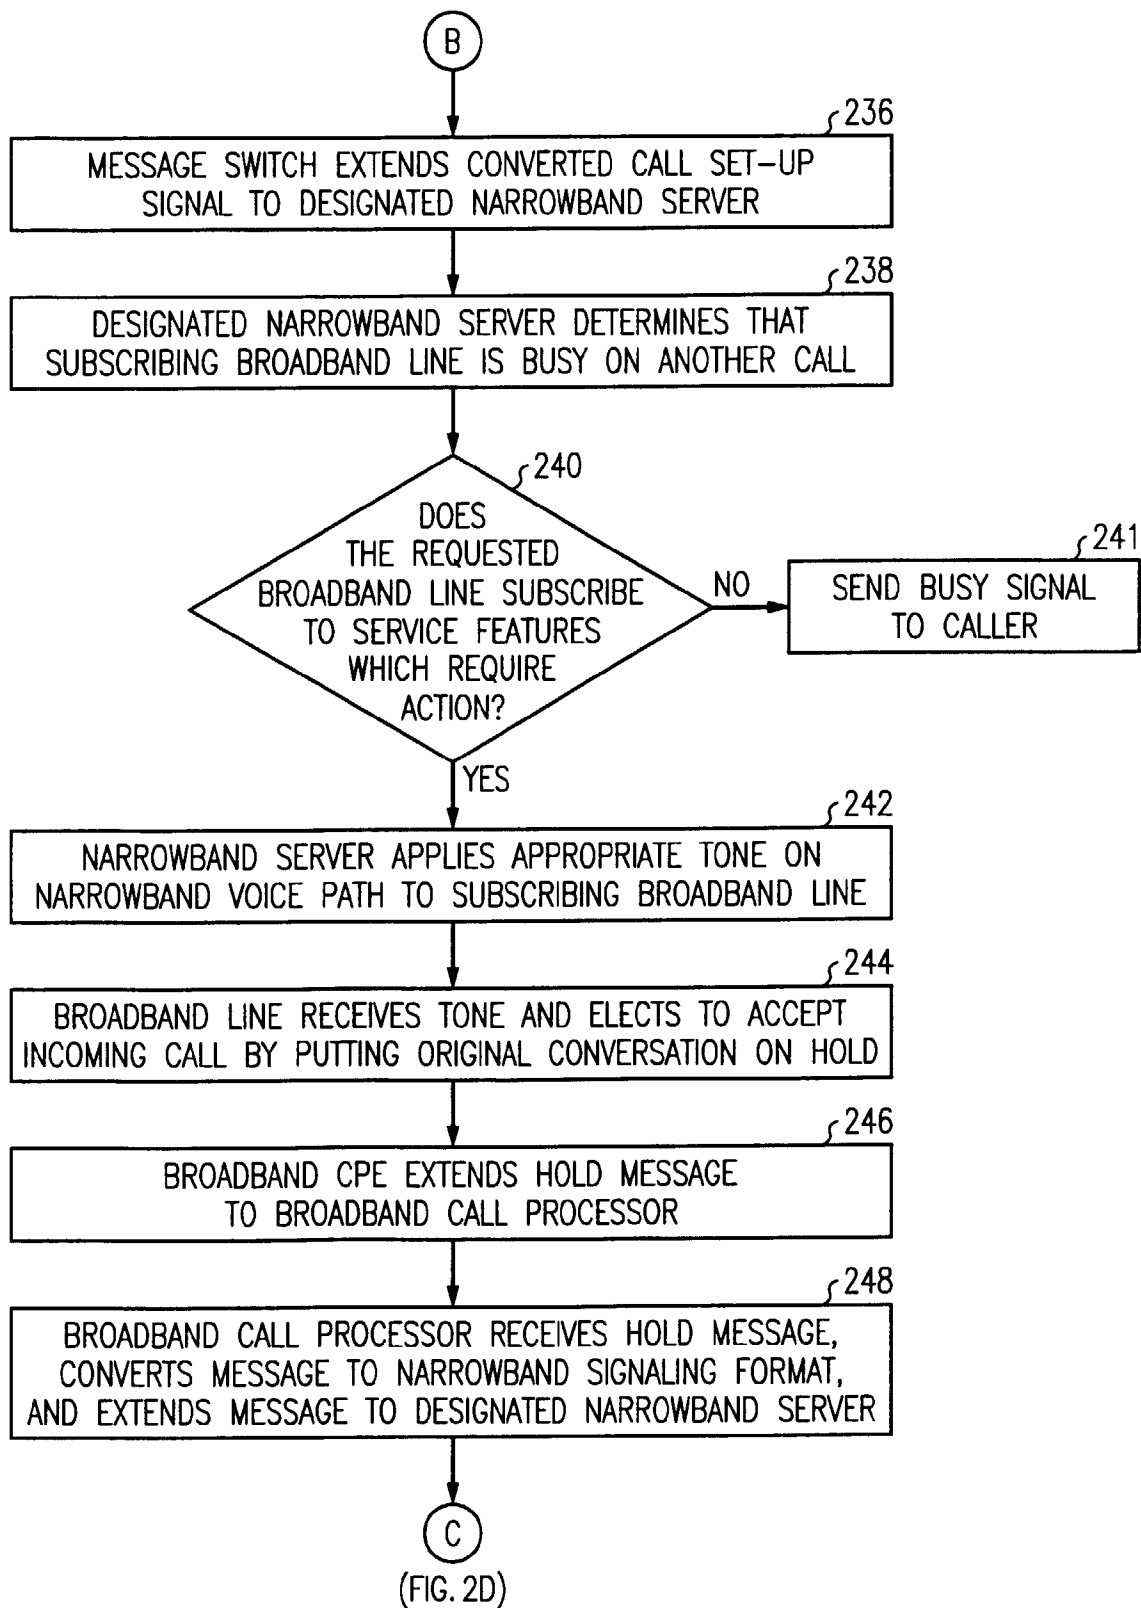 B
236
MESSAGE SWITCH EXTENDS CONVERTED CALL SET-UP
SIGNAL TO DESIGNATED NARROWBAND SERVER
238
DESIGNATED NARROWBAND SERVER DETERMINES THAT
SUBSCRIBING BROADBAND LINE IS BUSY ON ANOTHER CALL
240
DOES
THE REQUESTED
BROADBAND LINE SUBSCRIBE
TO SERVICE FEATURES
WHICH REQUIRE
ACTION?
NO
241
SEND BUSY SIGNAL
TO CALLER
YES
242
NARROWBAND SERVER APPLIES APPROPRIATE TONE ON
NARROWBAND VOICE PATH TO SUBSCRIBING BROADBAND LINE
244
BROADBAND LINE RECEIVES TONE AND ELECTS TO ACCEPT
INCOMING CALL BY PUTTING ORIGINAL CONVERSATION ON HOLD
246
BROADBAND CPE EXTENDS HOLD MESSAGE
TO BROADBAND CALL PROCESSOR
248
BROADBAND CALL PROCESSOR RECEIVES HOLD MESSAGE,
CONVERTS MESSAGE TO NARROWBAND SIGNALING FORMAT,
AND EXTENDS MESSAGE TO DESIGNATED NARROWBAND SERVER
C
(FIG. 2D)